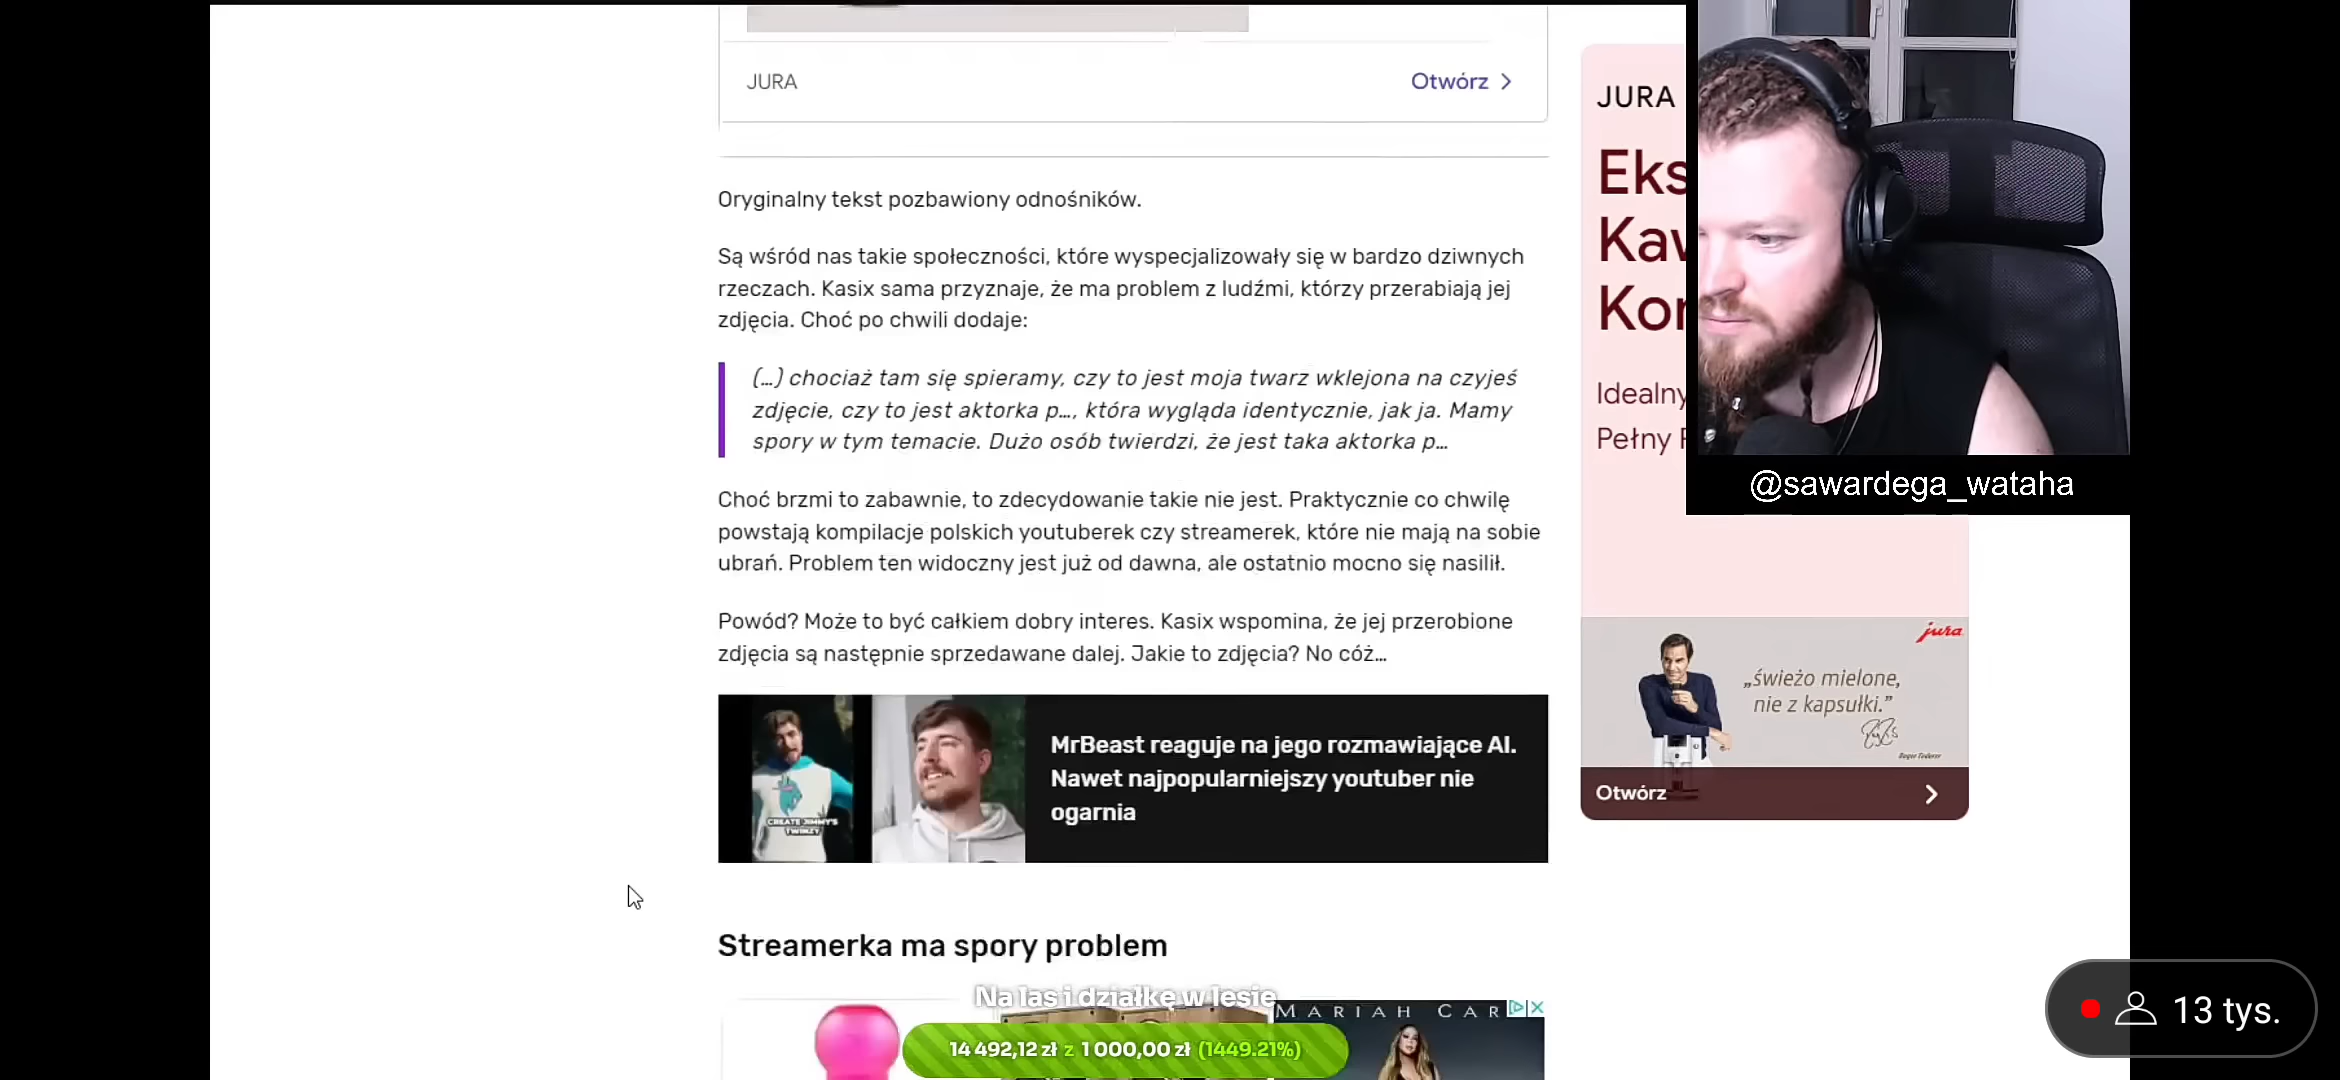 JURA
Otwórz
Oryginalny tekst pozbawiony odnośników.
Są wśród nas takie społeczności, które wyspecjalizowały się w bardzo dziwnych
rzeczach. Kasix sama przyznaje, że ma problem z ludźmi, którzy przerabiają jej
zdjęcia. Choć po chwili dodaje:
(...) chociaż tam się spieramy, czy to jest moja twarz wklejona na czyjeś
zdjęcie, czy to jest aktorka p..., która wygląda identycznie, jak ja. Mamy
spory w tym temacie. Dużo osób twierdzi, że jest taka aktorka p...
Choć brzmi to zabawnie, to zdecydowanie takie nie jest. Praktycznie co chwilę
powstają kompilacje polskich youtuberek czy streamerek, które nie mają na sobie
ubrań. Problem ten widoczny jest już od dawna, ale ostatnio mocno się nasilił.
Powód? Może to być całkiem dobry interes. Kasix wspomina, że jej przerobione
zdjęcia są następnie sprzedawane dalej. Jakie to zdjęcia? No cóż...
CREATE JIMMY'S
TWINZY
MrBeast reaguje na jego rozmawiające AI.
Nawet najpopularniejszy youtuber nie
ogarnia
Streamerka ma spory problem
Na las i działkę w lesie
14 492,12 zł z 1 000,00 zł (1449.21%)
MARIAH CAR
JURA
Eks
Kaw
Kor
Idealny
Pełny
@sawardega_wataha
jura
„świeżo mielone,
nie z kapsułki.”
Roger Federer
Otwórz
13 tys.